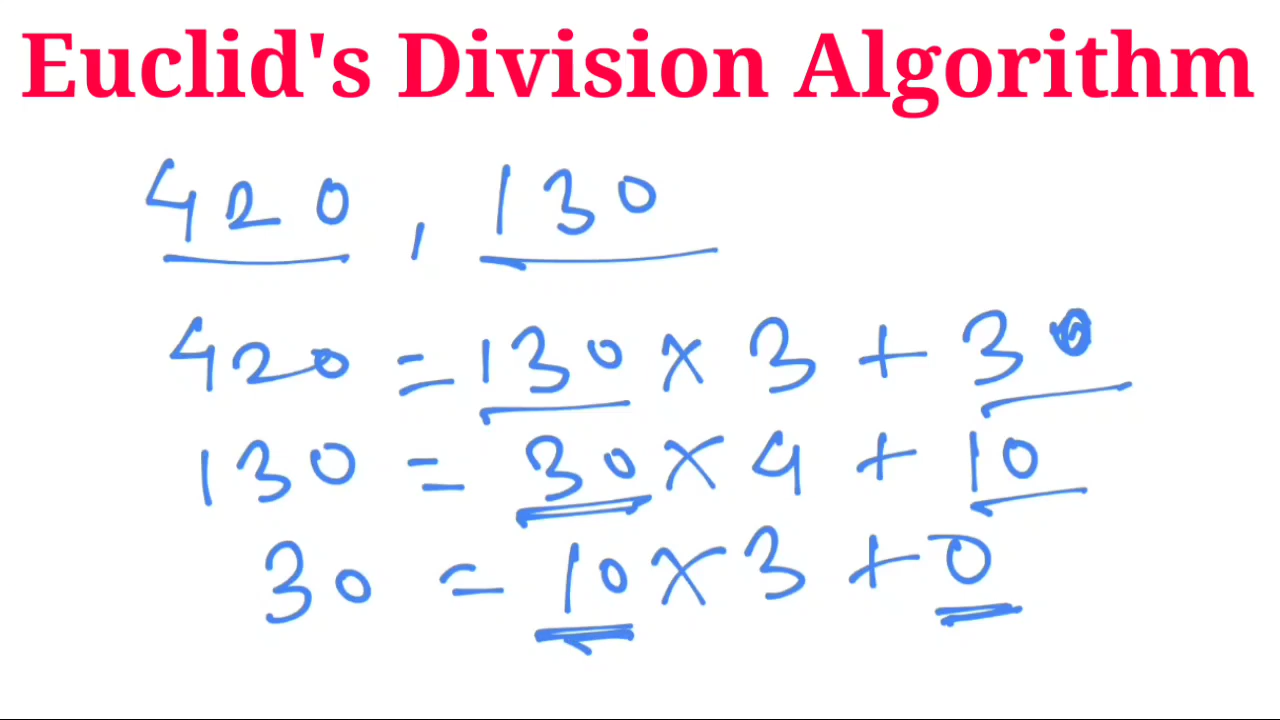 Euclid's Division Algorithm
420 , 130
420 = 130 × 3 + 30
130 = 30 × 4 + 10
30 = 10 × 3 + 0